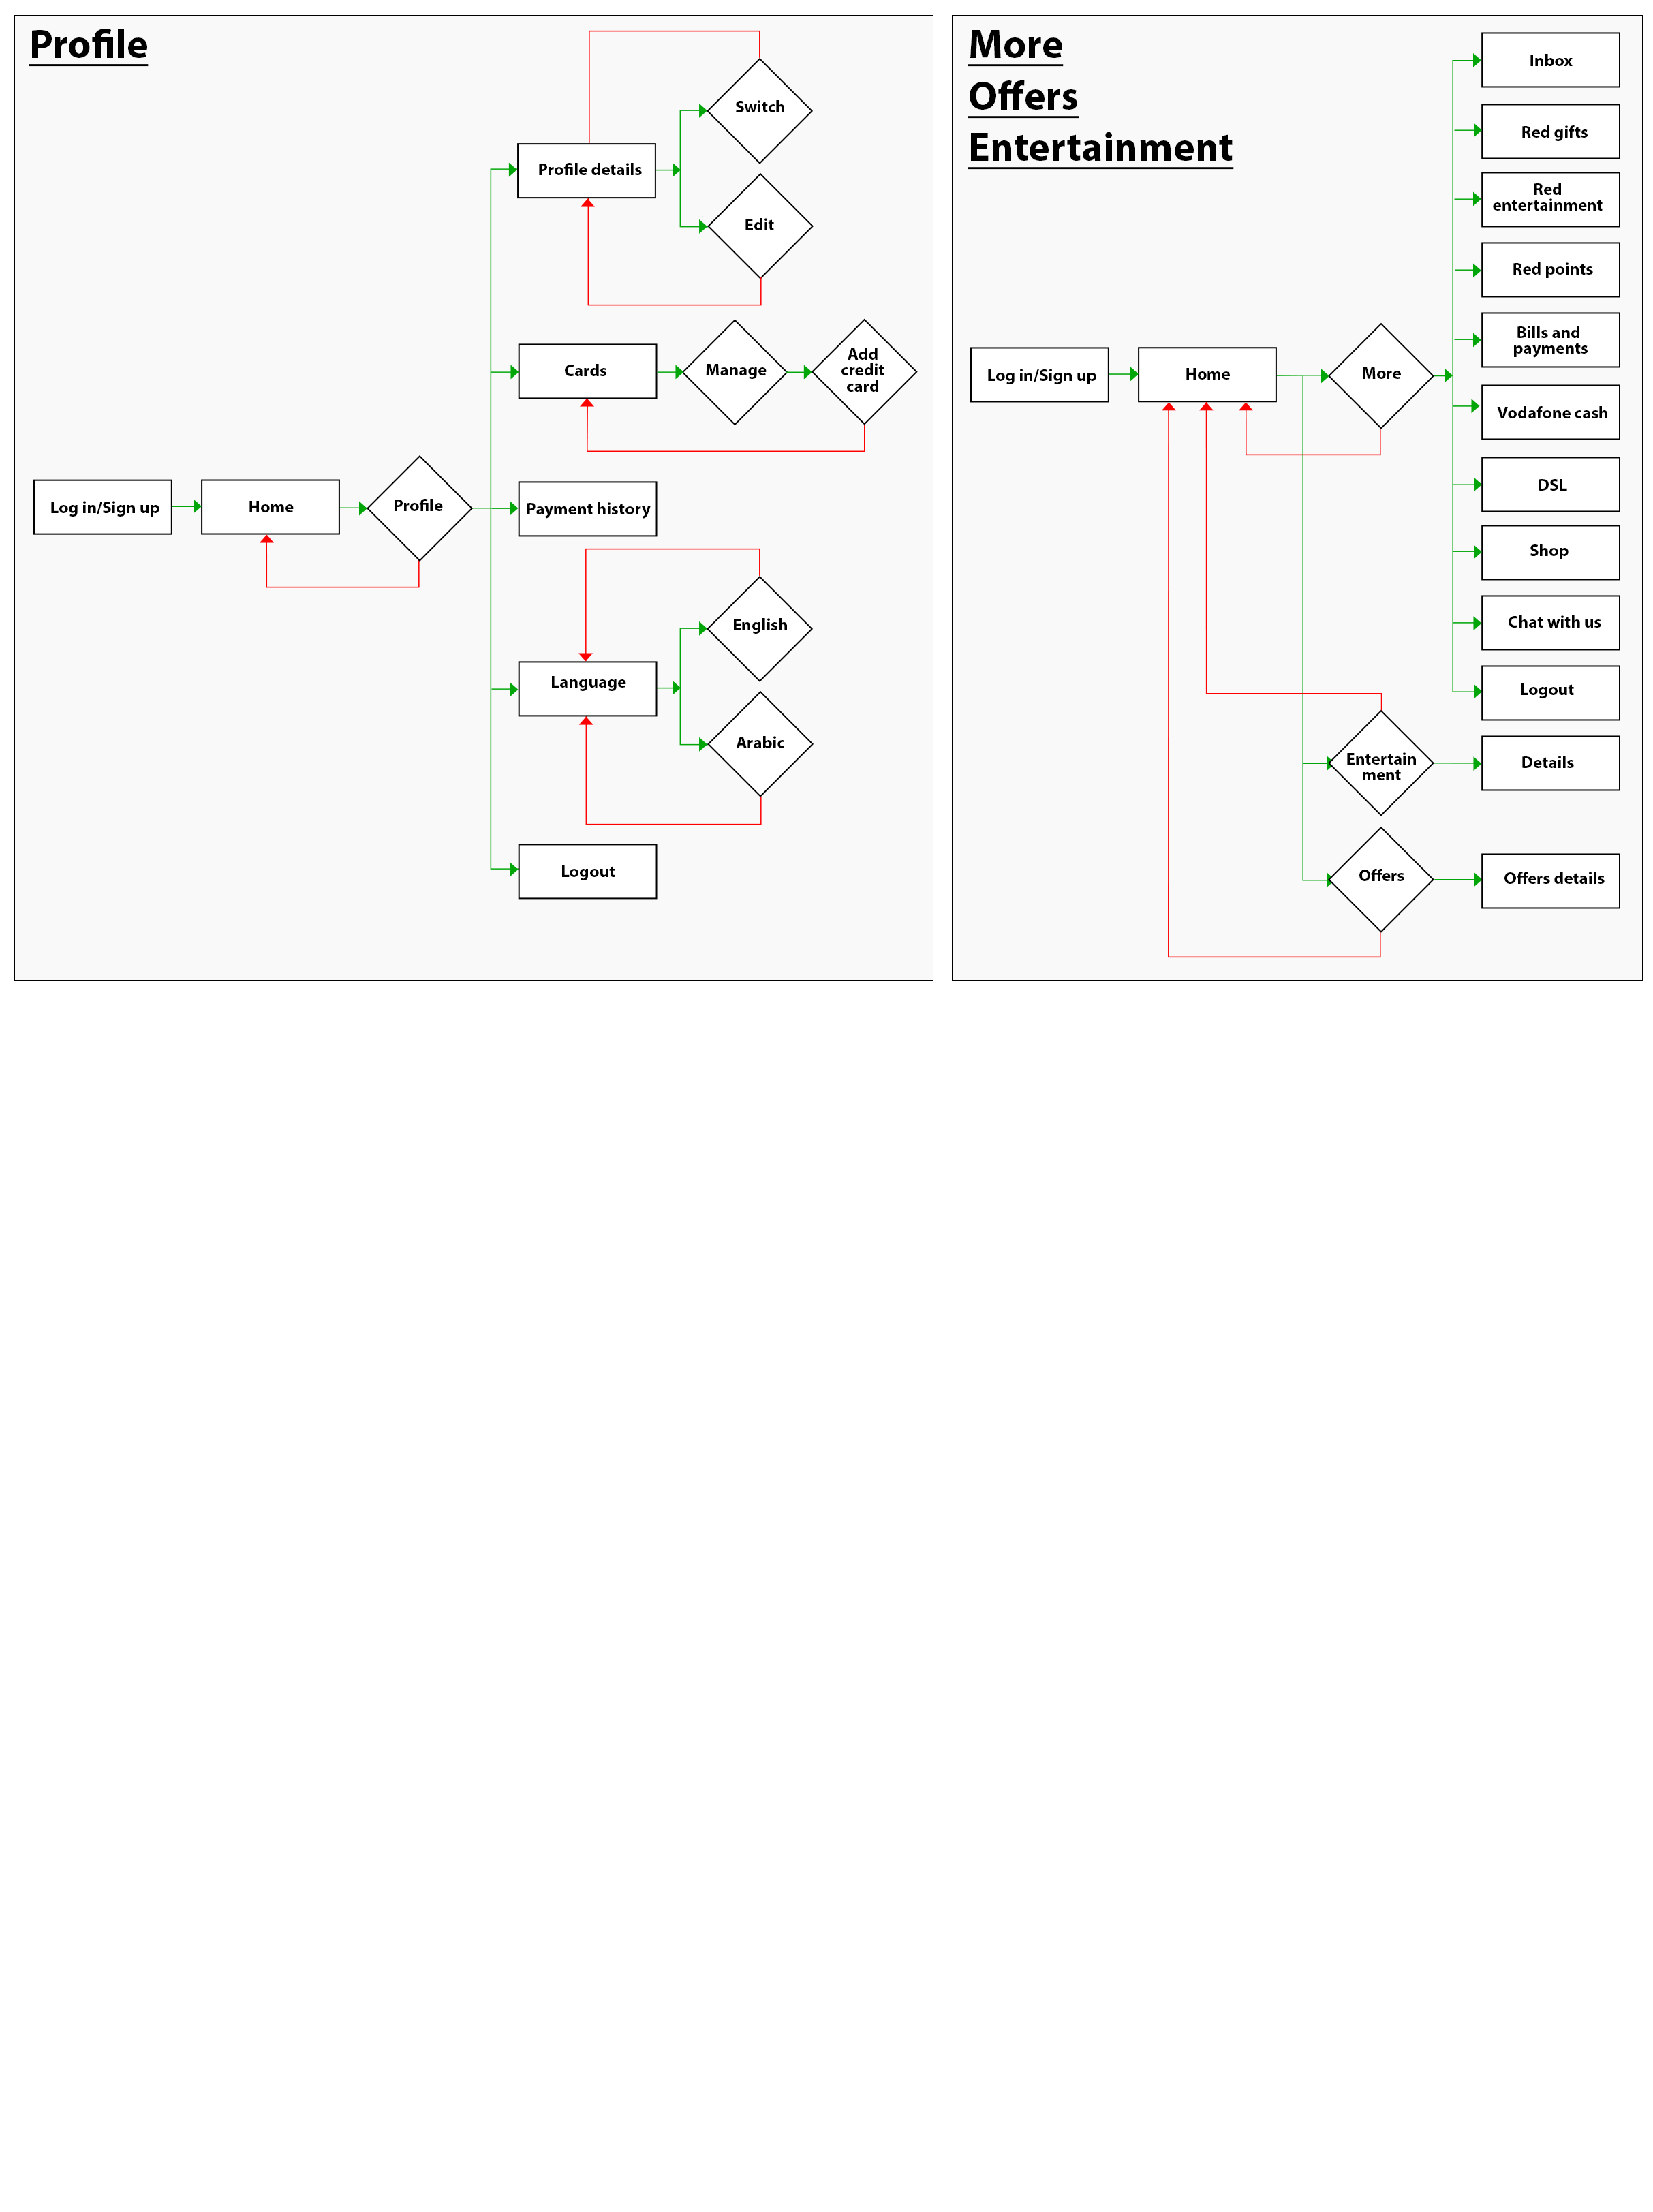 Profile
Switch
Profile details
Edit
Cards
Manage
Add
credit
card
Log in/Sign up
Home
Profile
Payment history
English
Language
Arabic
Logout
More
Offers
Entertainment
Inbox
Red gifts
Red
entertainment
Red points
Bills and
payments
Log in/Sign up
Home
More
Vodafone cash
DSL
Shop
Chat with us
Logout
Entertain
ment
Details
Offers
Offers details